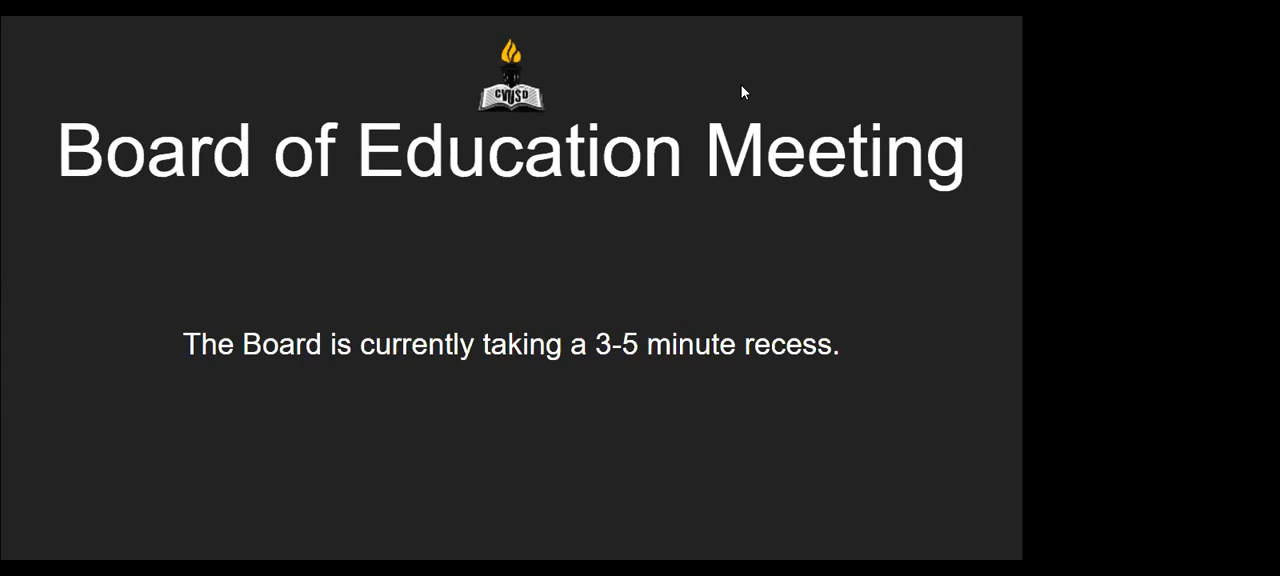 CVUSD
Board of Education Meeting
The Board is currently taking a 3-5 minute recess.